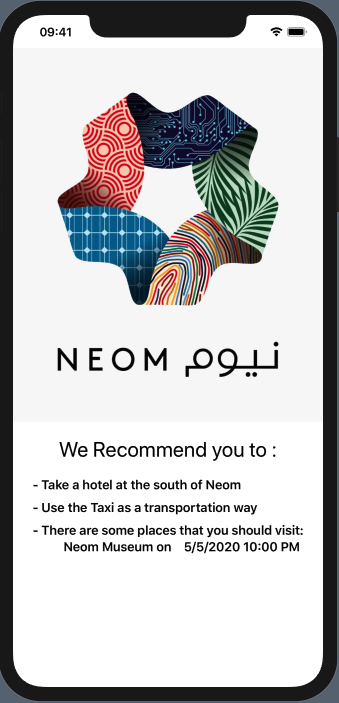 09:41
NEOM نيوم
We Recommend you to :
- Take a hotel at the south of Neom
- Use the Taxi as a transportation way
- There are some places that you should visit:
Neom Museum on 5/5/2020 10:00 PM